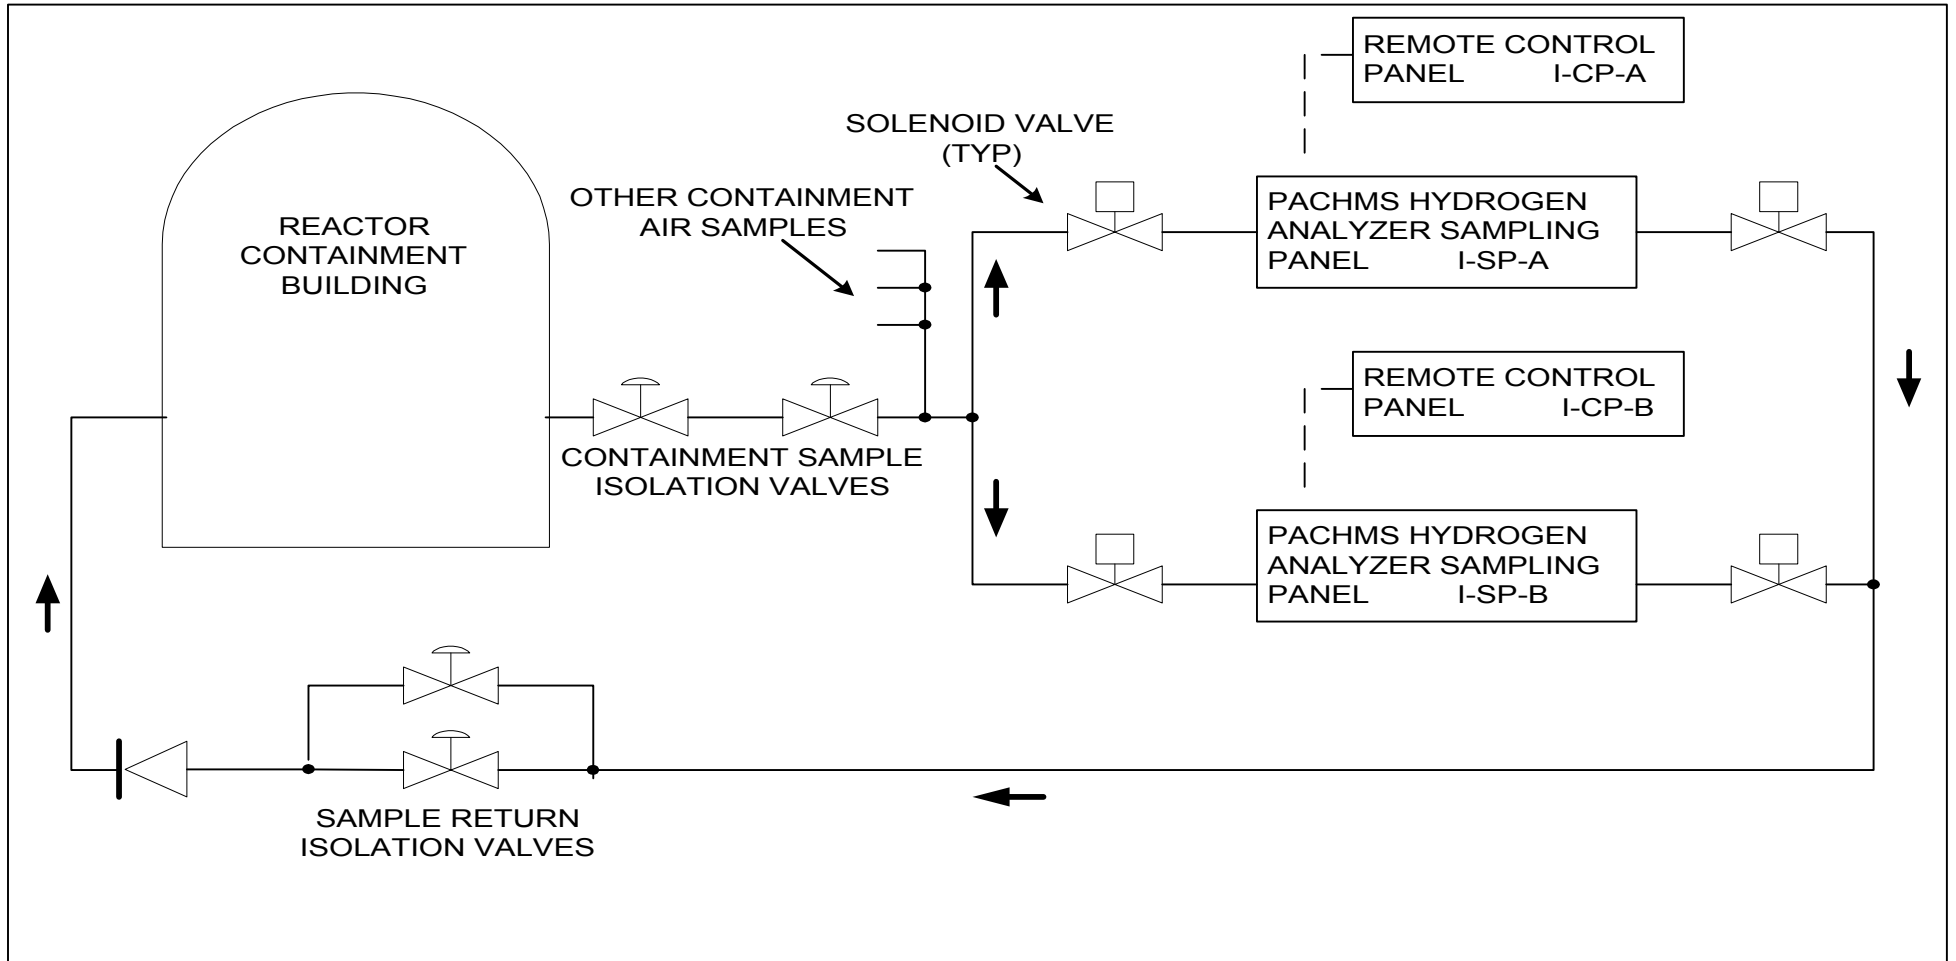 REMOTE CONTROL
PANEL I-CP-A
SOLENOID VALVE
(TYP)
OTHER CONTAINMENT
AIR SAMPLES
REACTOR
CONTAINMENT
BUILDING
PACHMS HYDROGEN
ANALYZER SAMPLING
PANEL I-SP-A
REMOTE CONTROL
PANEL I-CP-B
CONTAINMENT SAMPLE
ISOLATION VALVES
PACHMS HYDROGEN
ANALYZER SAMPLING
PANEL I-SP-B
SAMPLE RETURN
ISOLATION VALVES